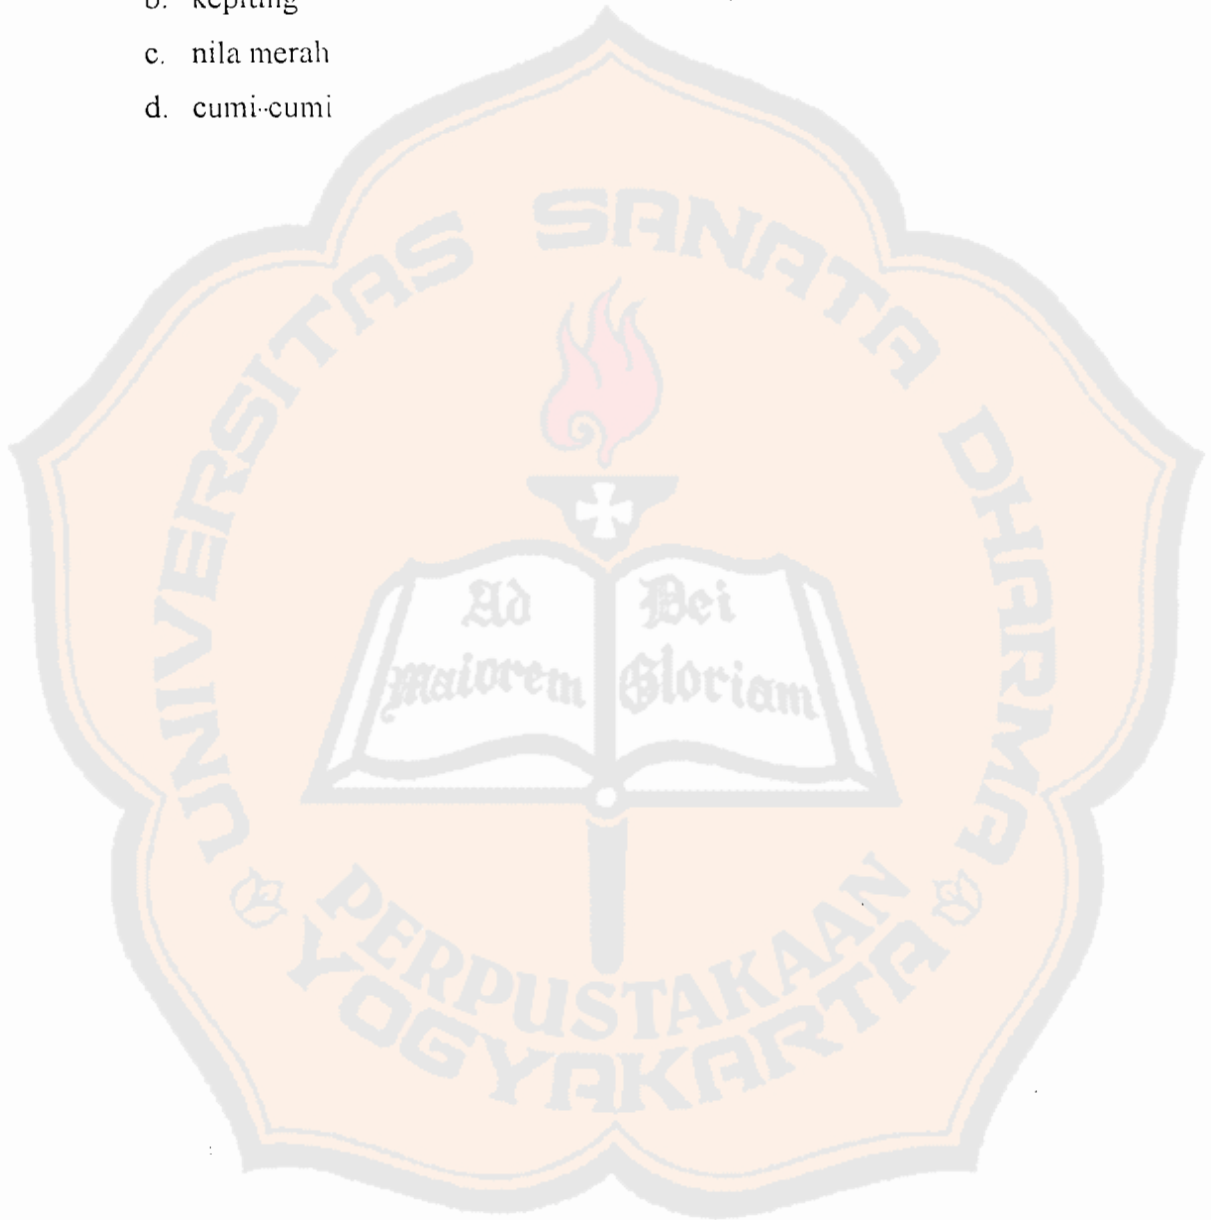 b. kepiting
c. nila merah
d. cumi-cumi
UNIVERSITAS SANATA DHARMA
Ad
Dei
Maiorem
Gloriam
PERPUSTAKAAN
YOGYAKARTA